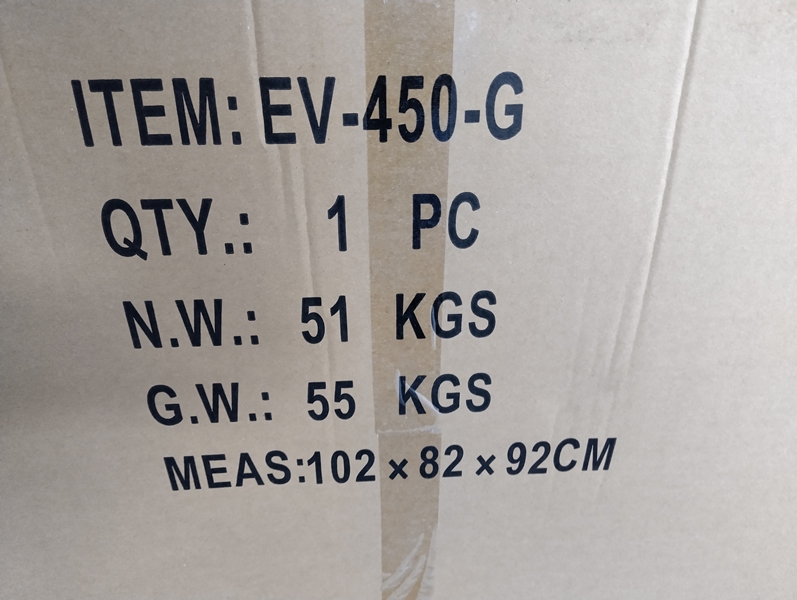 ITEM: EV-450-G
QTY.: 1 PC
N.W.: 51 KGS
G.W.: 55 KGS
MEAS:102×82×92CM